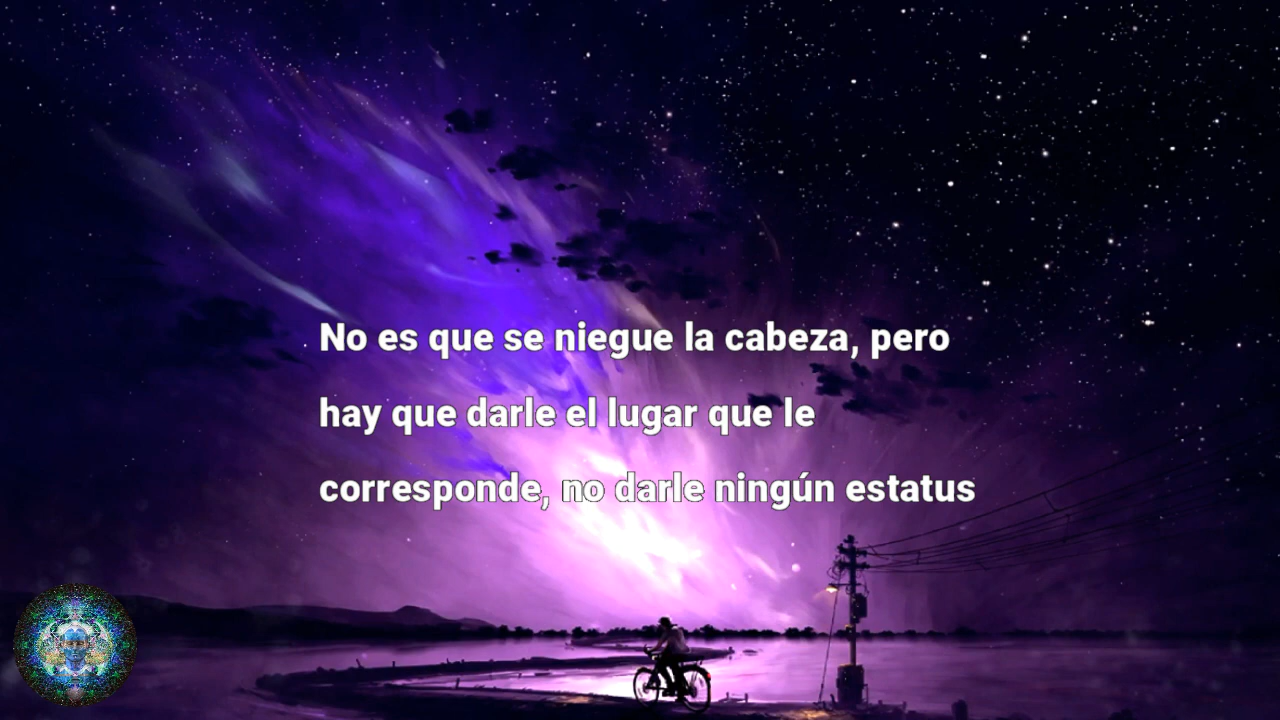 No es que se niegue la cabeza, pero
hay que darle el lugar que le
corresponde, no darle ningún estatus